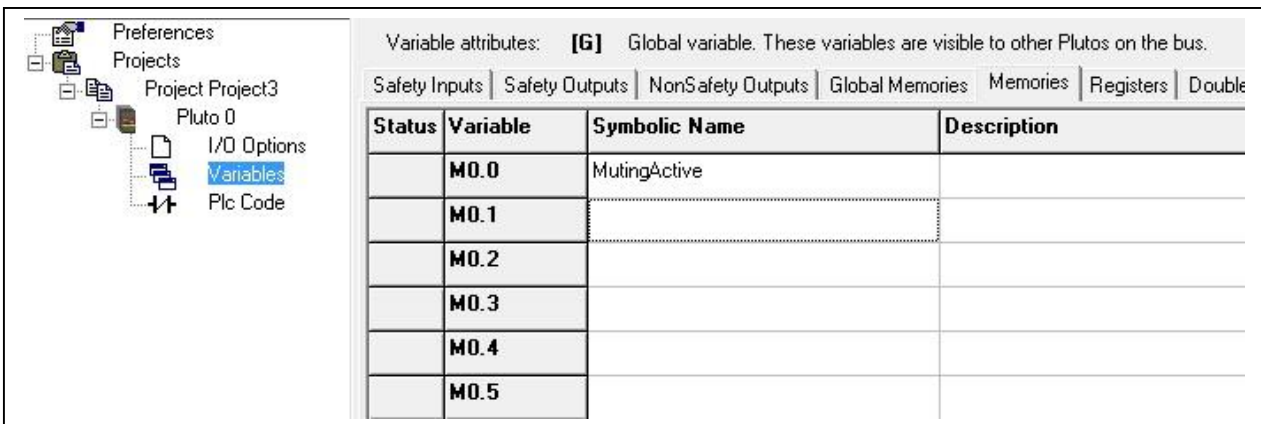 Preferences
Projects
Project Project3
Pluto 0
I/O Options
Variables
Plc Code
Variable attributes: [G] Global variable. These variables are visible to other Plutos on the bus.
Safety Inputs Safety Outputs NonSafety Outputs Global Memories Memories Registers Double
Status Variable Symbolic Name Description
M0.0 MutingActive
M0.1
M0.2
M0.3
M0.4
M0.5